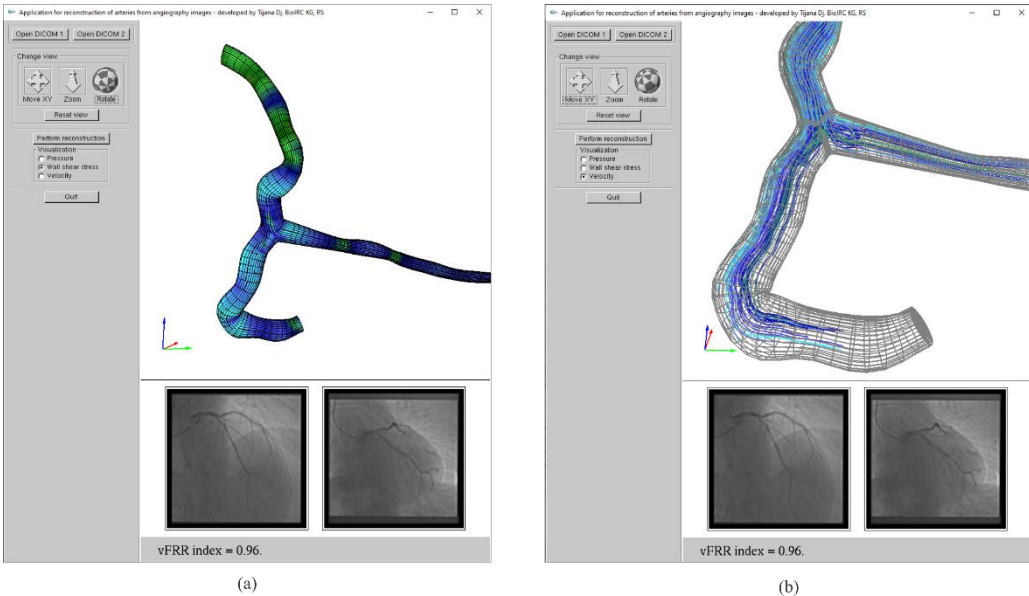 Application for reconstruction of arteries from angiography images - developed by Tijana Dj. BioIRC KG, RS
Open DICOM 1 Open DICOM 2
Change view
Move XY Zoom Rotate
Reset view
Perform reconstruction
Visualization
Pressure
Wall shear stress
Velocity
Quit
vFRR index = 0.96.
(a)
Application for reconstruction of arteries from angiography images - developed by Tijana Dj. BioIRC KG, RS
Open DICOM 1 Open DICOM 2
Change view
Move XY Zoom Rotate
Reset view
Perform reconstruction
Visualization
Pressure
Wall shear stress
Velocity
Quit
vFRR index = 0.96.
(b)